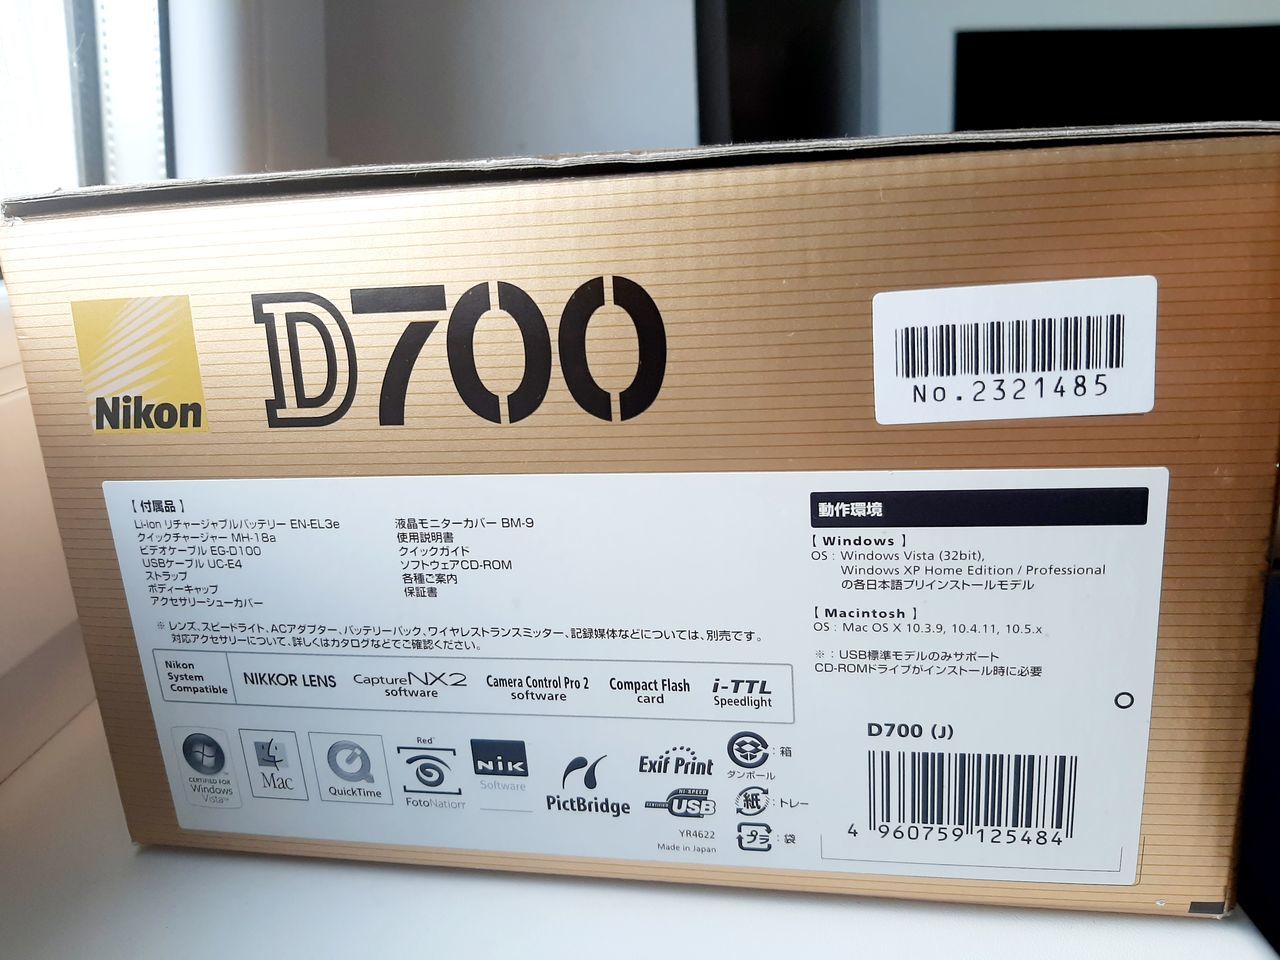 Nikon
D700
No.2321485
【 付属品 】
Li-ion リチャージャブルバッテリー EN-EL3e
クイックチャージャー MH-18a
ビデオケーブル EG-D100
USBケーブル UC-E4
ストラップ
ボディーキャップ
アクセサリーシューカバー
液晶モニターカバー BM-9
使用説明書
クイックガイド
ソフトウェアCD-ROM
各種ご案内
保証書
※ レンズ、スピードライト、ACアダプター、バッテリーパック、ワイヤレストランスミッター、記録媒体などについては、別売です。
対応アクセサリーについて、詳しくはカタログなどでご確認ください。
Nikon
System
Compatible
NIKKOR LENS
Capture NX2
software
Camera Control Pro 2
software
Compact Flash
card
i-TTL
Speedlight
CERTIFIED FOR
Windows
Vista™
Mac
QuickTime
Red
FotoNation
Nik
Software
PictBridge
Exif Print
HI-SPEED
CERTIFIED USB
YR4622
Made in Japan
：箱
ダンボール
紙：トレー
プラ：袋
動作環境
【 Windows 】
OS : Windows Vista (32bit),
Windows XP Home Edition / Professional
の各日本語プリインストールモデル
【 Macintosh 】
OS : Mac OS X 10.3.9, 10.4.11, 10.5.x
※ : USB標準モデルのみサポート
CD-ROMドライブがインストール時に必要
D700 (J)
4 960759 125484